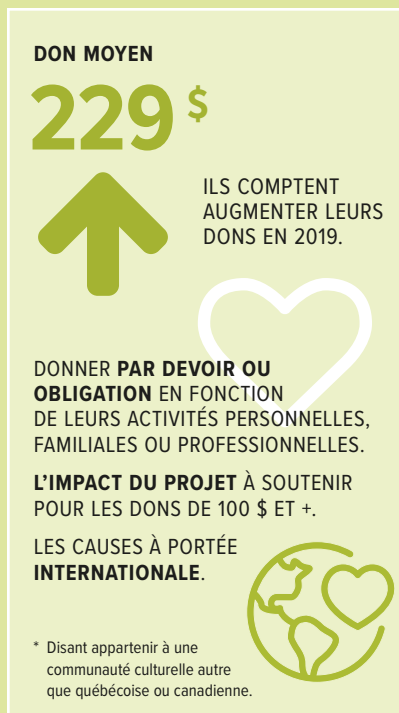 DON MOYEN
229 $
ILS COMPTENT
AUGMENTER LEURS
DONS EN 2019.
DONNER PAR DEVOIR OU
OBLIGATION EN FONCTION
DE LEURS ACTIVITÉS PERSONNELLES,
FAMILIALES OU PROFESSIONNELLES.
L'IMPACT DU PROJET À SOUTENIR
POUR LES DONS DE 100 $ ET +.
LES CAUSES À PORTÉE
INTERNATIONALE.
* Disant appartenir à une
communauté culturelle autre
que québécoise ou canadienne.